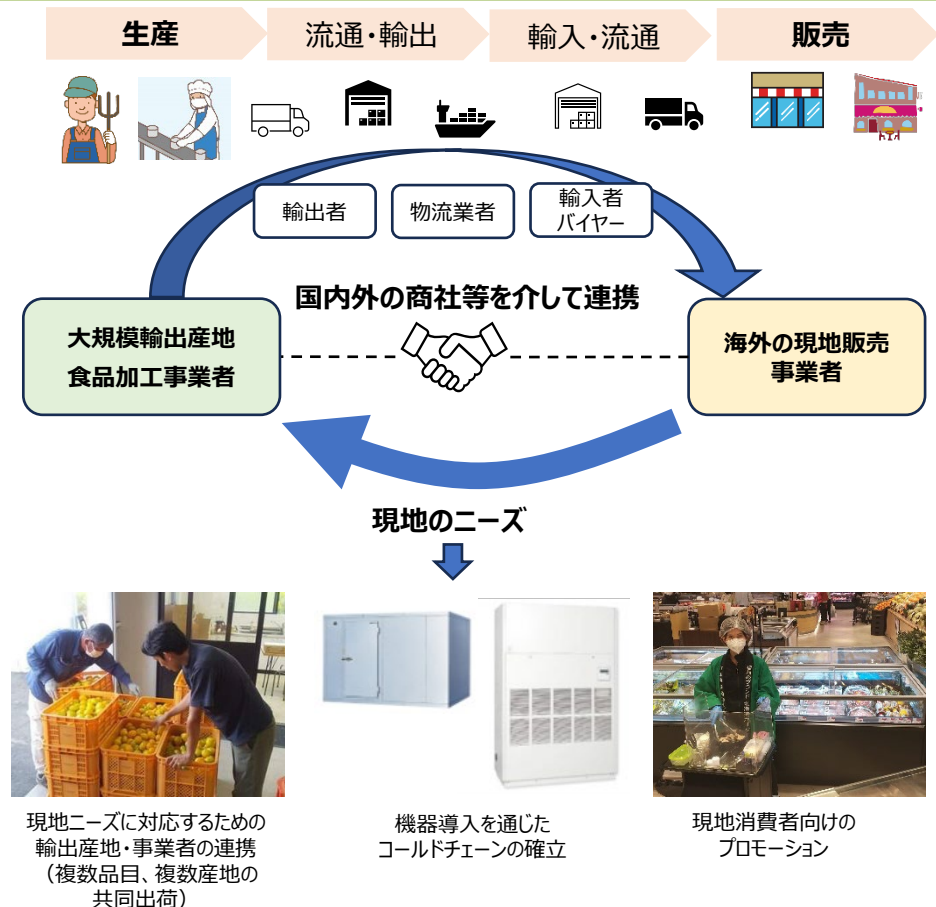 生産
流通・輸出
輸入・流通
販売
輸出者
物流業者
輸入者
バイヤー
国内外の商社等を介して連携
大規模輸出産地
食品加工事業者
海外の現地販売
事業者
現地のニーズ
現地ニーズに対応するための
輸出産地・事業者の連携
（複数品目、複数産地の
共同出荷）
機器導入を通じた
コールドチェーンの確立
現地消費者向けの
プロモーション